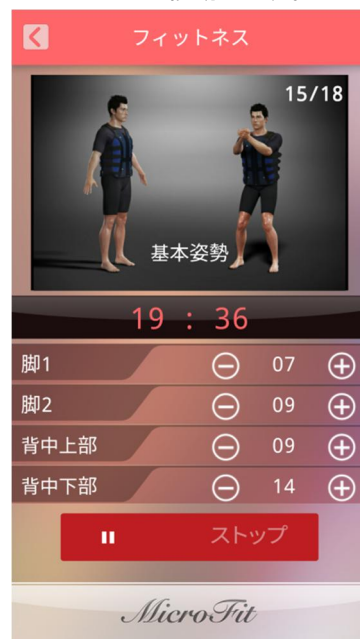 フィットネス
15/18
基本姿勢
19 : 36
脚1 07
脚2 09
背中上部 09
背中下部 14
ストップ
MicroFit